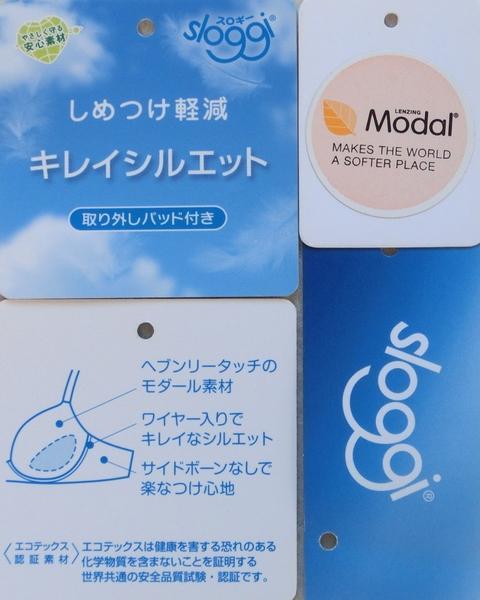 やさしく守る
安心素材
スロギー
sloggi®
しめつけ軽減
キレイシルエット
取り外しパッド付き
LENZING
Modal®
MAKES THE WORLD
A SOFTER PLACE
ヘブンリータッチの
モダール素材
ワイヤー入りで
キレイなシルエット
サイドボーンなしで
楽なつけ心地
〈エコテックス認証素材〉
エコテックスは健康を害する恐れのある
化学物質を含まないことを証明する
世界共通の安全品質試験・認証です。
sloggi®